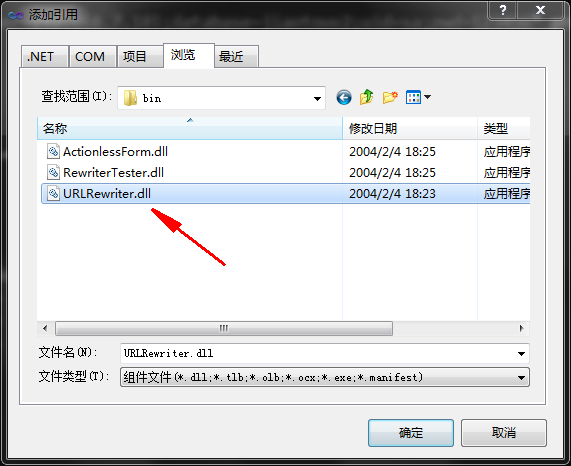 添加引用
.NET COM 项目 浏览 最近
查找范围(I): bin
名称 修改日期 类型
ActionlessForm.dll 2004/2/4 18:25 应用程序
RewriterTester.dll 2004/2/4 18:25 应用程序
URLRewriter.dll 2004/2/4 18:23 应用程序
文件名(N): URLRewriter.dll
文件类型(T): 组件文件(*.dll;*.tlb;*.olb;*.ocx;*.exe;*.manifest)
确定 取消